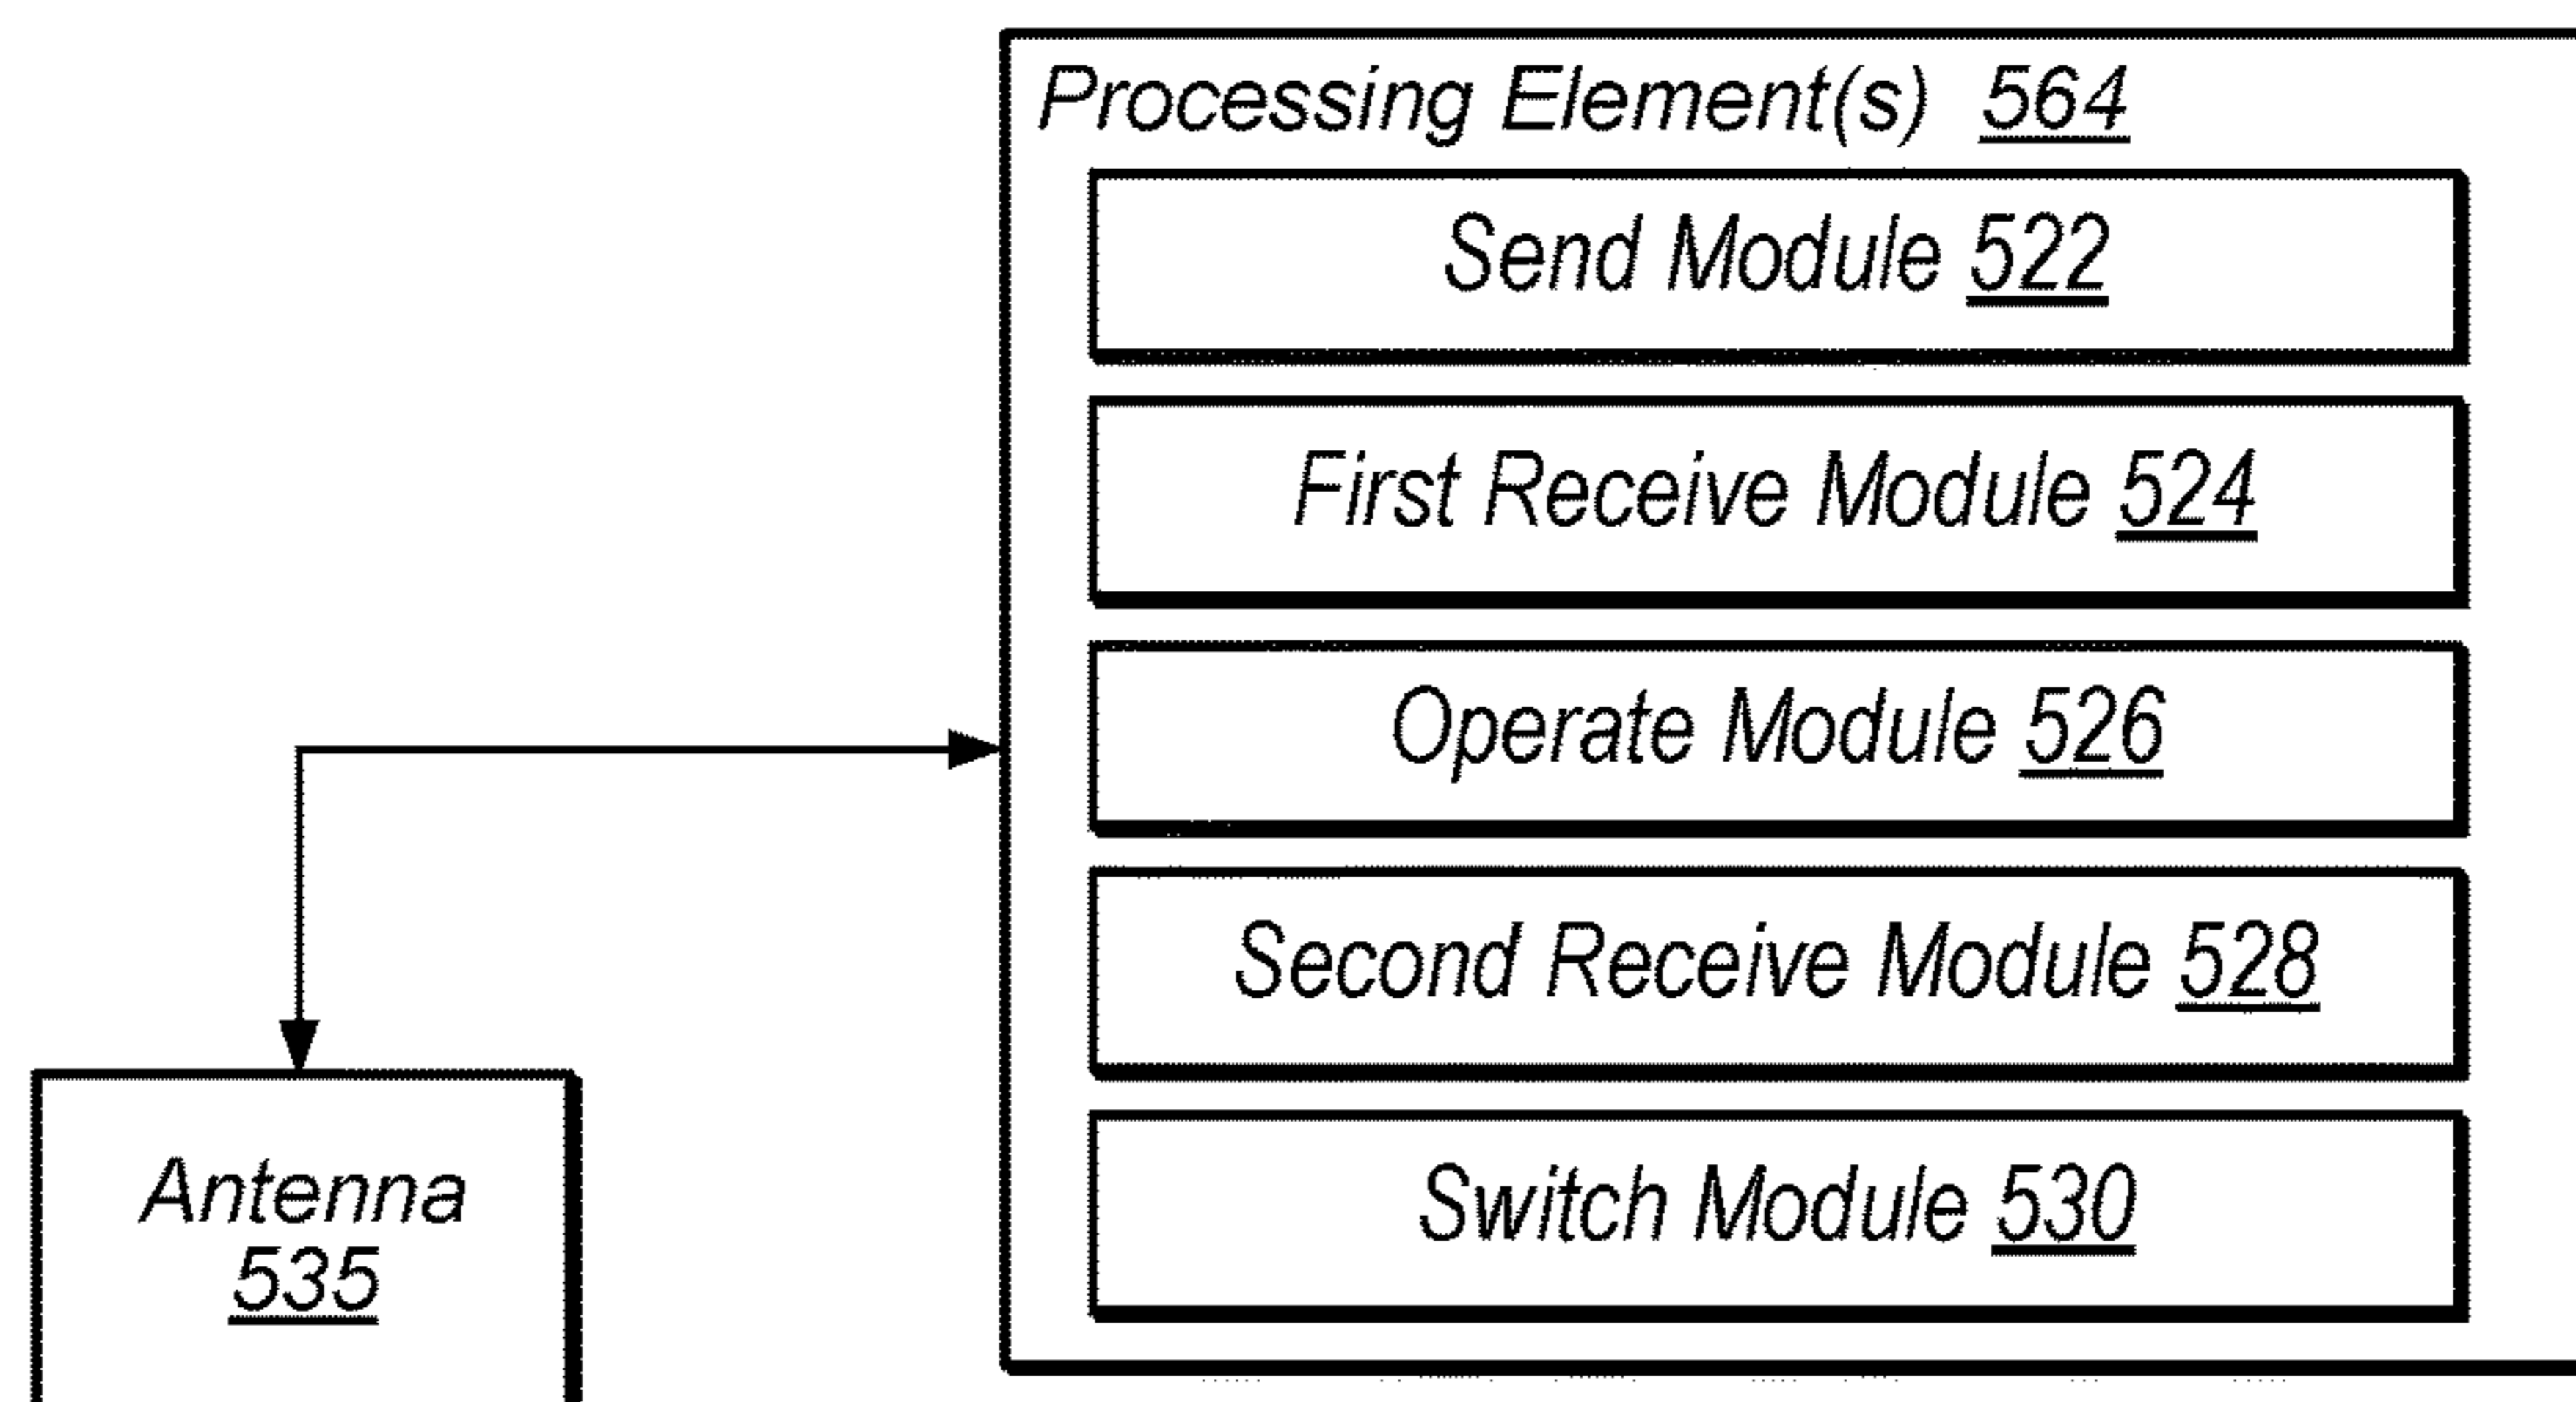 Processing Element(s) 564
Send Module 522
First Receive Module 524
Operate Module 526
Second Receive Module 528
Switch Module 530
Antenna
535